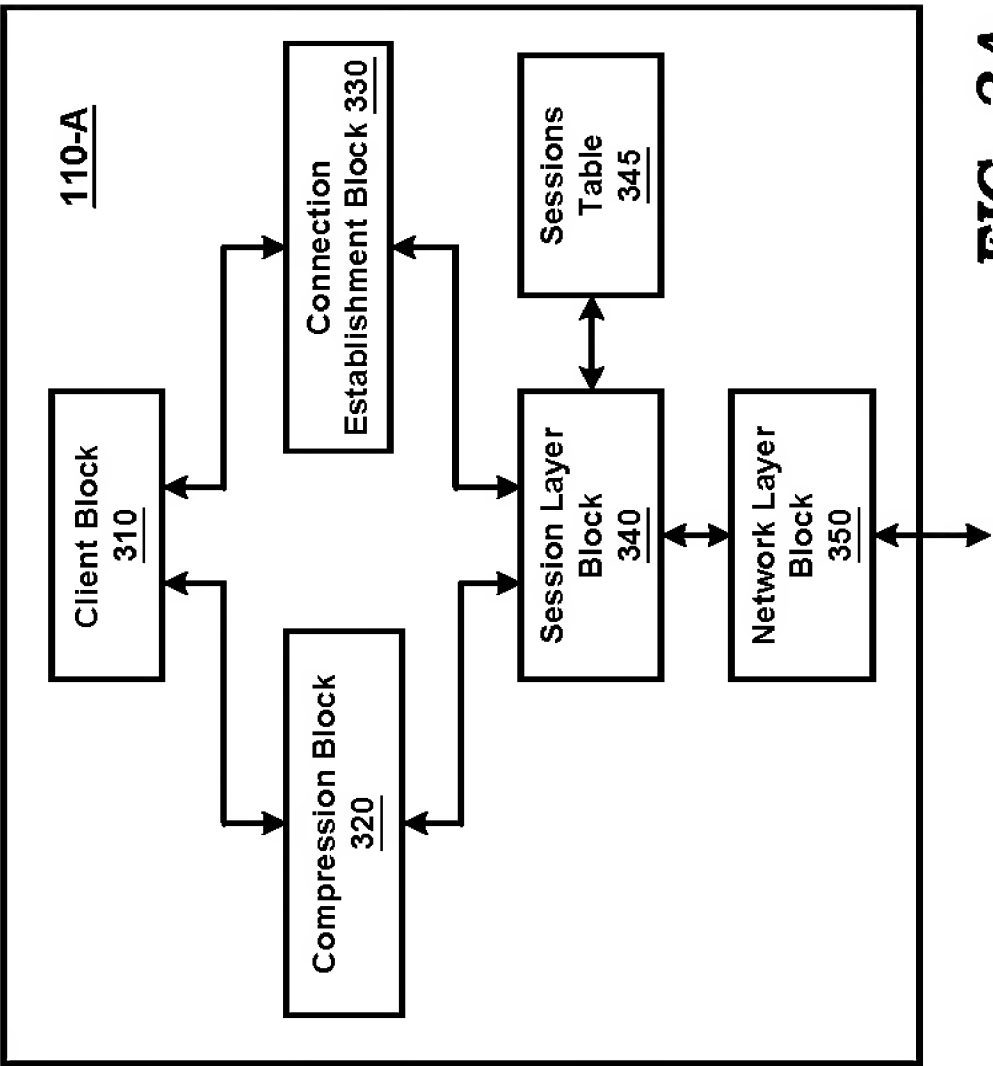 110-A
Client Block
310
Connection
Establishment Block 330
Compression Block
320
Session Layer
Block
340
Sessions
Table
345
Network Layer
Block
350